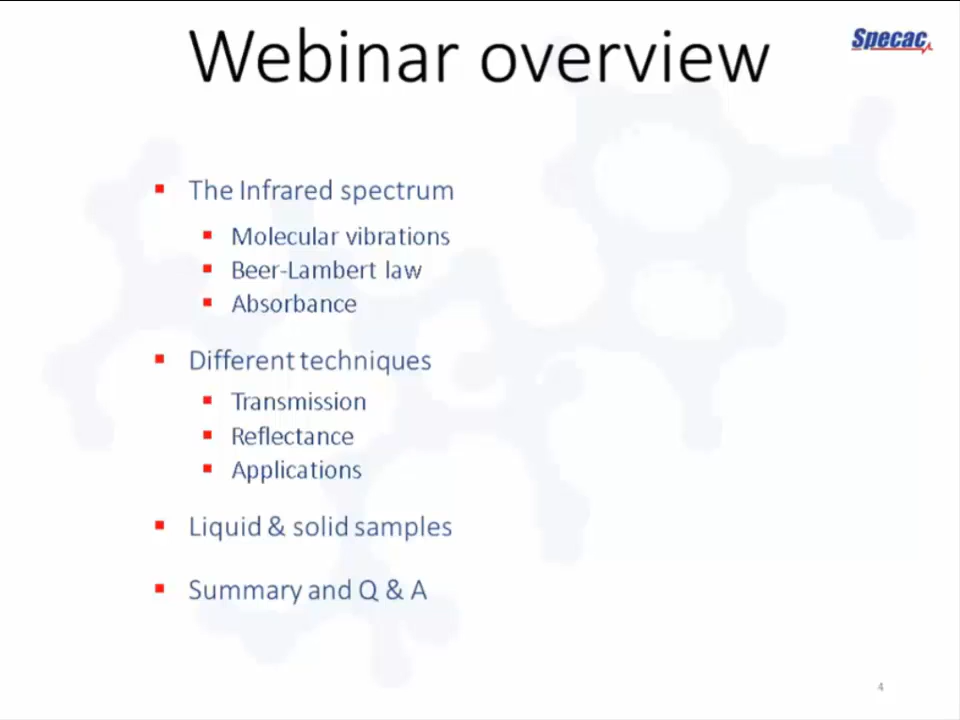 Webinar overview
Specac
The Infrared spectrum
Molecular vibrations
Beer-Lambert law
Absorbance
Different techniques
Transmission
Reflectance
Applications
Liquid & solid samples
Summary and Q & A
4